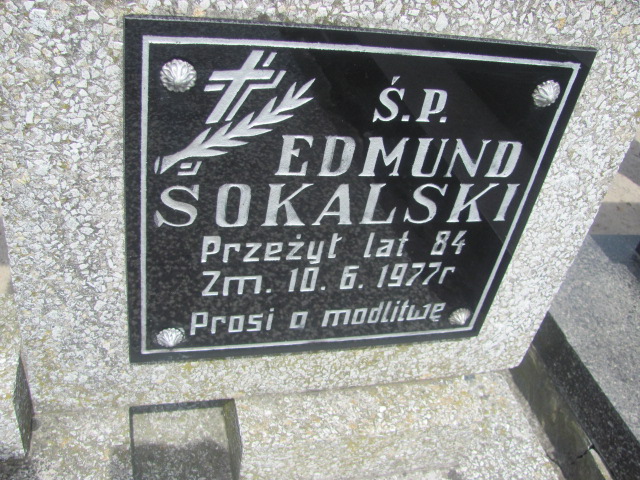 Ś.P.
EDMUND
SOKALSKI
Przeżył lat 84
Zm. 10. 6. 1977r
Prosi o modlitwę